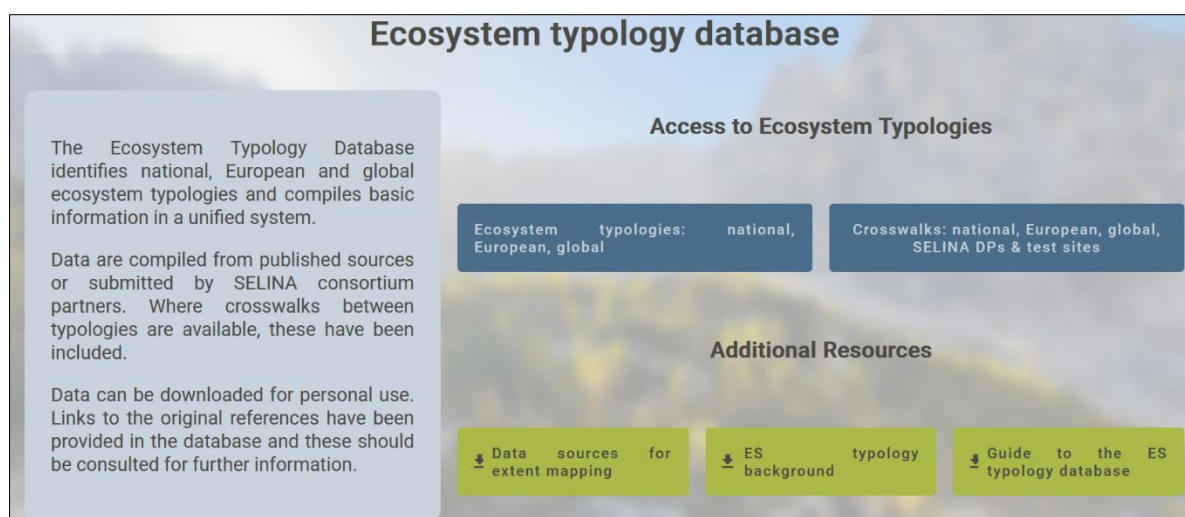 Ecosystem typology database
The Ecosystem Typology Database
identifies national, European and global
ecosystem typologies and compiles basic
information in a unified system.
Data are compiled from published sources
or submitted by SELINA consortium
partners. Where crosswalks between
typologies are available, these have been
included.
Data can be downloaded for personal use.
Links to the original references have been
provided in the database and these should
be consulted for further information.
Access to Ecosystem Typologies
Ecosystem typologies: national,
European, global
Crosswalks: national, European, global,
SELINA DPs & test sites
Additional Resources
Data sources for
extent mapping
ES typology
background
Guide to the ES
typology database